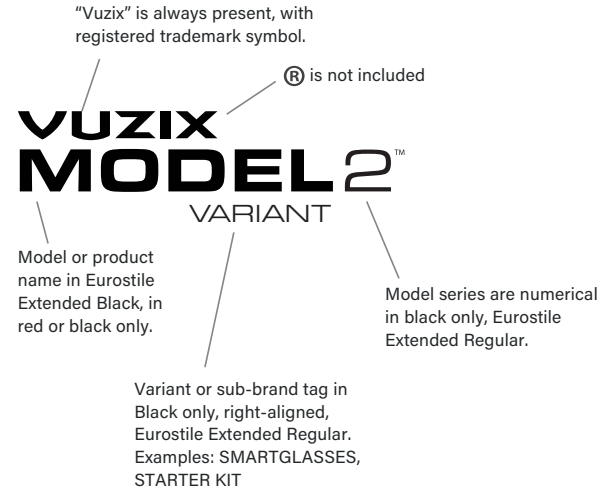 “Vuzix” is always present, with
registered trademark symbol.
® is not included
VUZIX
MODEL 2™
VARIANT
Model or product
name in Eurostile
Extended Black, in
red or black only.
Model series are numerical
in black only, Eurostile
Extended Regular.
Variant or sub-brand tag in
Black only, right-aligned,
Eurostile Extended Regular.
Examples: SMARTGLASSES,
STARTER KIT